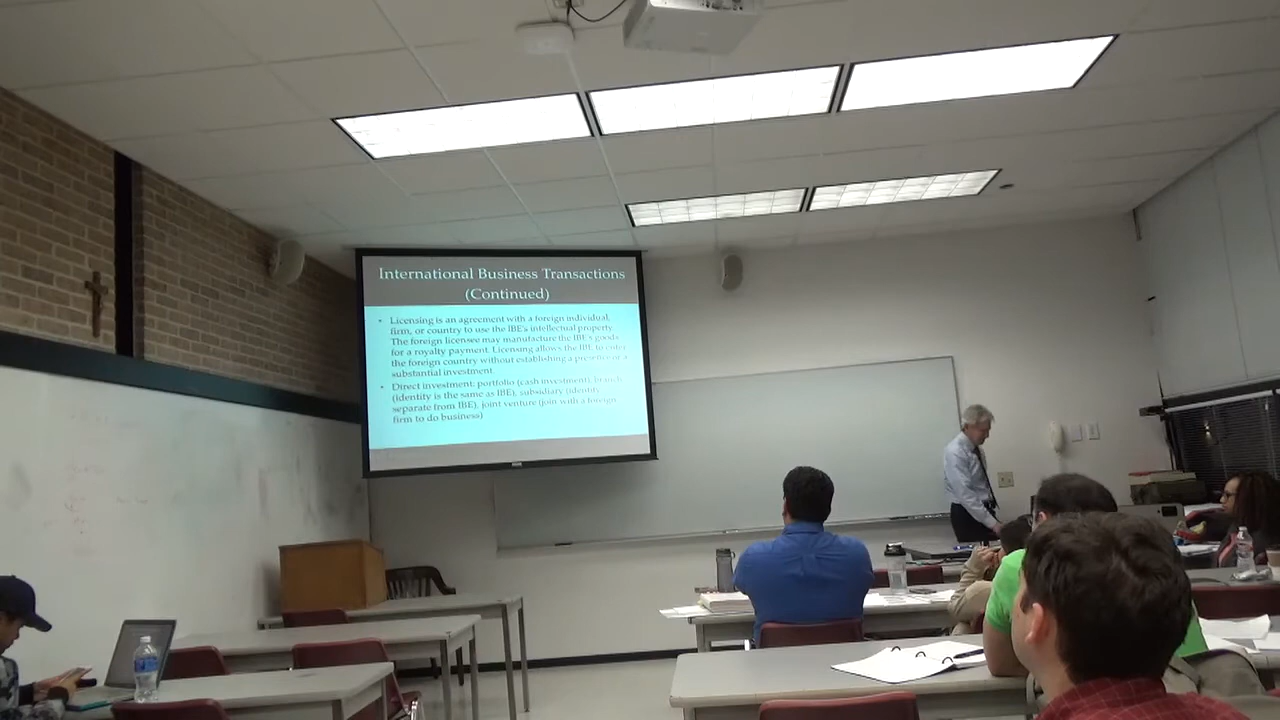 International Business Transactions
(Continued)
• Licensing is an agreement with a foreign individual,
firm, or country to use the IBE's intellectual property.
The foreign licensee may manufacture the IBE's goods
for a royalty payment. Licensing allows the IBE to enter
the foreign country without establishing a presence or a
substantial investment.
• Direct investment: portfolio (cash investment), branch
(identity is the same as IBE), subsidiary (identity
separate from IBE), joint venture (join with a foreign
firm to do business)